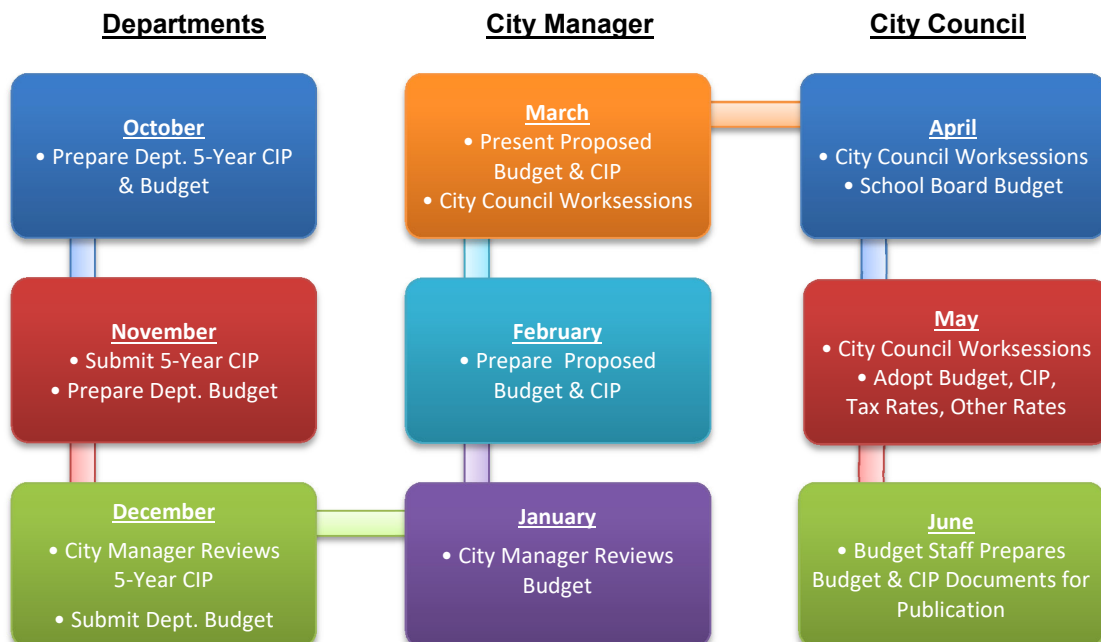 Departments
October
• Prepare Dept. 5-Year CIP
& Budget
November
• Submit 5-Year CIP
• Prepare Dept. Budget
December
• City Manager Reviews
5-Year CIP
• Submit Dept. Budget
City Manager
March
• Present Proposed
Budget & CIP
• City Council Worksessions
February
• Prepare  Proposed
Budget & CIP
January
• City Manager Reviews
Budget
City Council
April
• City Council Worksessions
• School Board Budget
May
• City Council Worksessions
• Adopt Budget, CIP,
Tax Rates, Other Rates
June
• Budget Staff Prepares
Budget & CIP Documents for
Publication